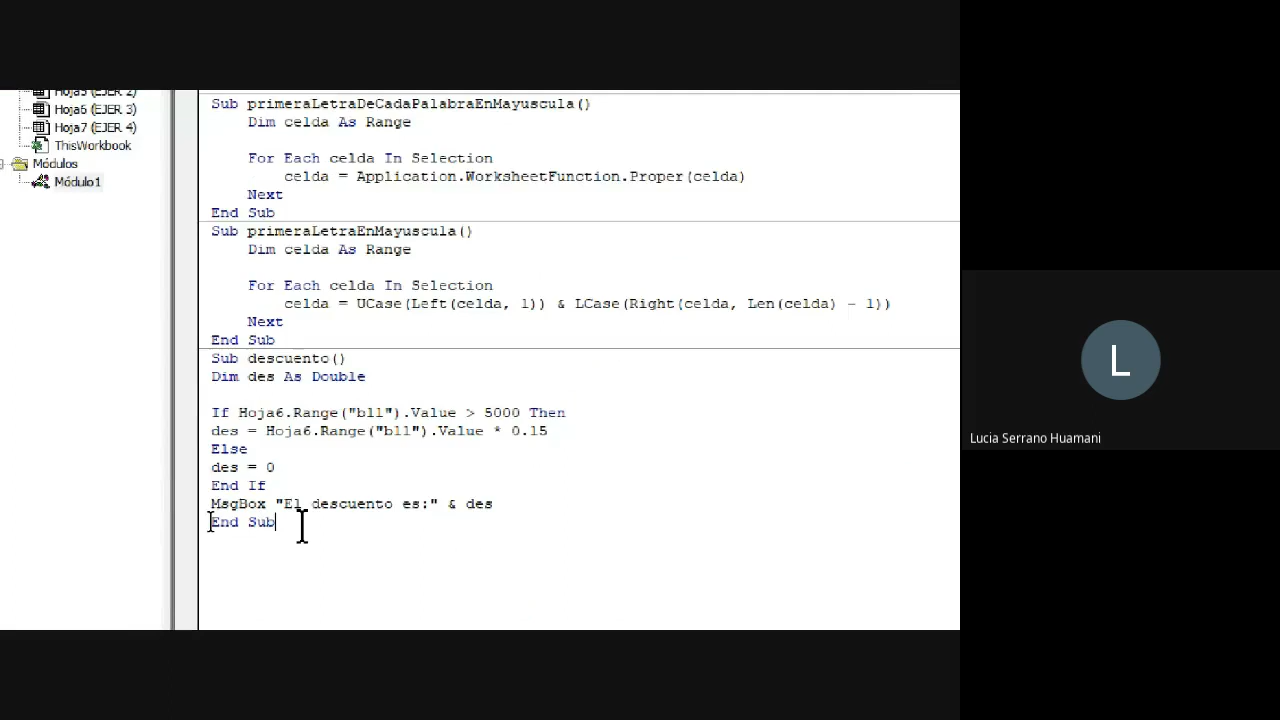 Hoja5 (EJER 2)
Hoja6 (EJER 3)
Hoja7 (EJER 4)
ThisWorkbook
Módulos
Módulo1
Sub primeraLetraDeCadaPalabraEnMayuscula()
Dim celda As Range
For Each celda In Selection
celda = Application.WorksheetFunction.Proper(celda)
Next
End Sub
Sub primeraLetraEnMayuscula()
Dim celda As Range
For Each celda In Selection
celda = UCase(Left(celda, 1)) & LCase(Right(celda, Len(celda) - 1))
Next
End Sub
Sub descuento()
Dim des As Double
If Hoja6.Range("b11").Value > 5000 Then
des = Hoja6.Range("b11").Value * 0.15
Else
des = 0
End If
MsgBox "El descuento es:" & des
End Sub
L
Lucia Serrano Huamani